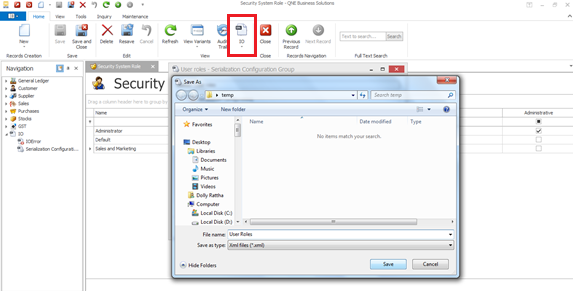 Security System Role - QNE Business Solutions
Home View Tools Inquiry Maintenance
New Save Save and Close Delete Resave Cancel Refresh View Variants Audit Trail IO Close Previous Record Next Record Text to search... Search
Records Creation Save Edit View Close Records Navigation Full Text Search
Navigation
General Ledger
Customer
Supplier
Sales
Purchases
Stocks
GST
IO
IOError
Serialization Configurati...
Security System Role
Security
Drag a column header here to group by
Name Administrative
Administrator
Default
Sales and Marketing
User roles - Serialization Configuration Group
Save As
temp
Search temp
Organize New folder
Name Date modified Type
No items match your search.
Favorites
Desktop
Libraries
Documents
Music
Pictures
Videos
Dolly Rattha
Computer
Local Disk (C:)
Local Disk (D:)
File name: User Roles
Save as type: Xml files (*.xml)
Hide Folders
Save Cancel